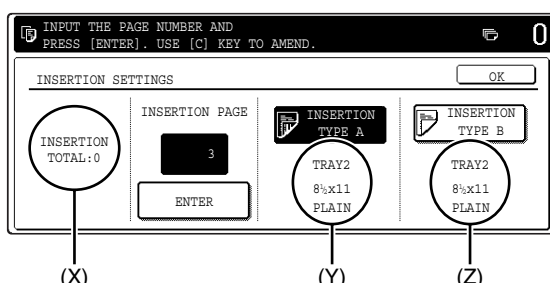 INPUT THE PAGE NUMBER AND
PRESS [ENTER]. USE [C] KEY TO AMEND.
0
INSERTION SETTINGS
OK
INSERTION
TOTAL:0
INSERTION PAGE
3
ENTER
INSERTION
TYPE A
TRAY2
8½x11
PLAIN
INSERTION
TYPE B
TRAY2
8½x11
PLAIN
(X)
(Y)
(Z)